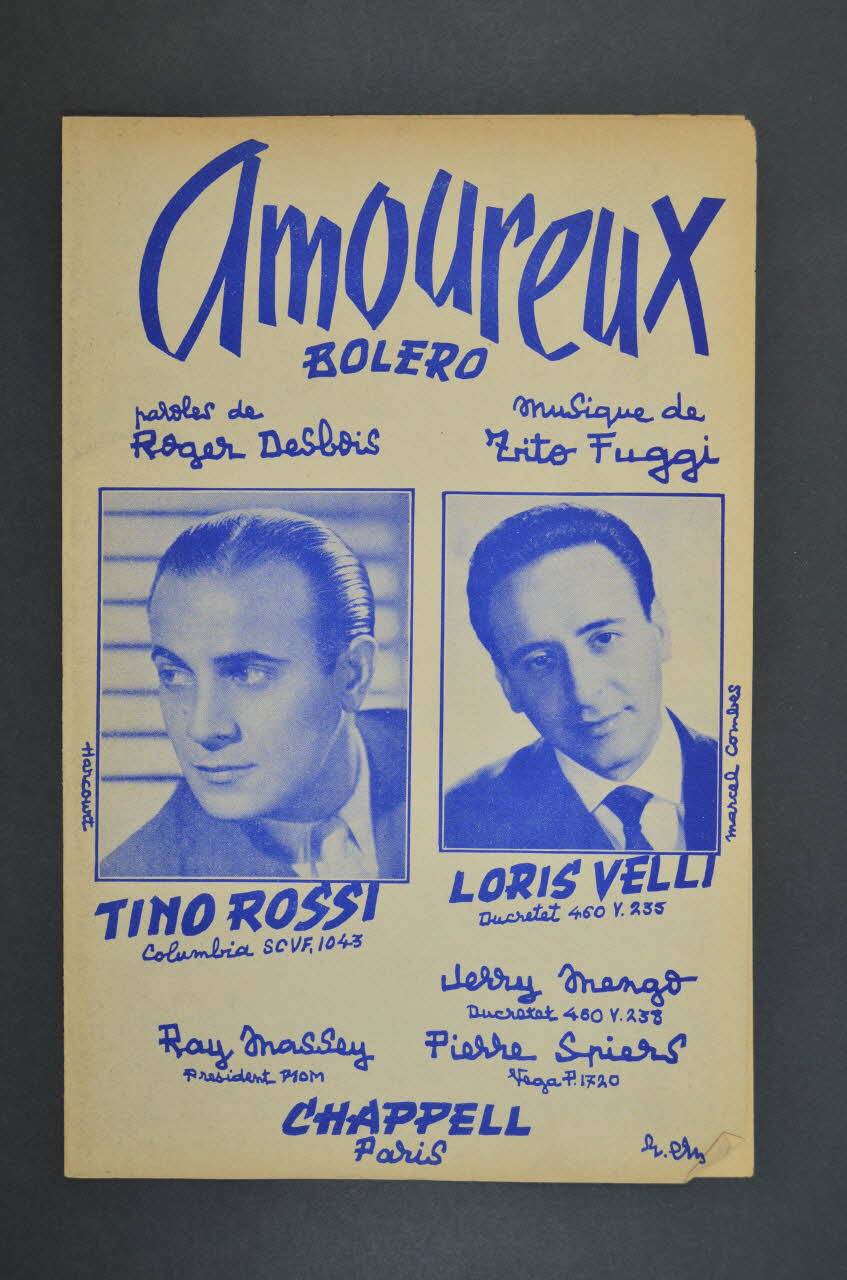 Amoureux
BOLERO
paroles de
Roger Desbois
musique de
Zito Fuggi
Harcourt
marcel Combes
TINO ROSSI
Columbia SCVF.1043
LORIS VELLI
Ducretet 460 V. 235
Jerry Mengo
Ducretet 460 V. 238
Ray Massey
President P10M
Pierre Spiers
Vega P.1720
CHAPPELL
Paris